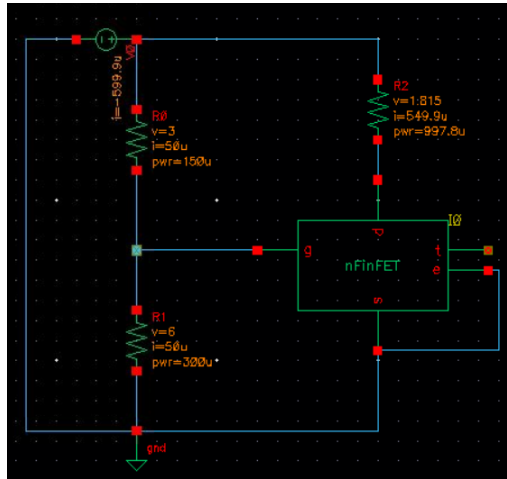 V0
i=-599.9u
R0
v=3
i=50u
pwr=150u
R2
v=1.815
i=549.9u
pwr=997.8u
I0
d
g
nFinFET
t
e
s
R1
v=6
i=50u
pwr=300u
gnd